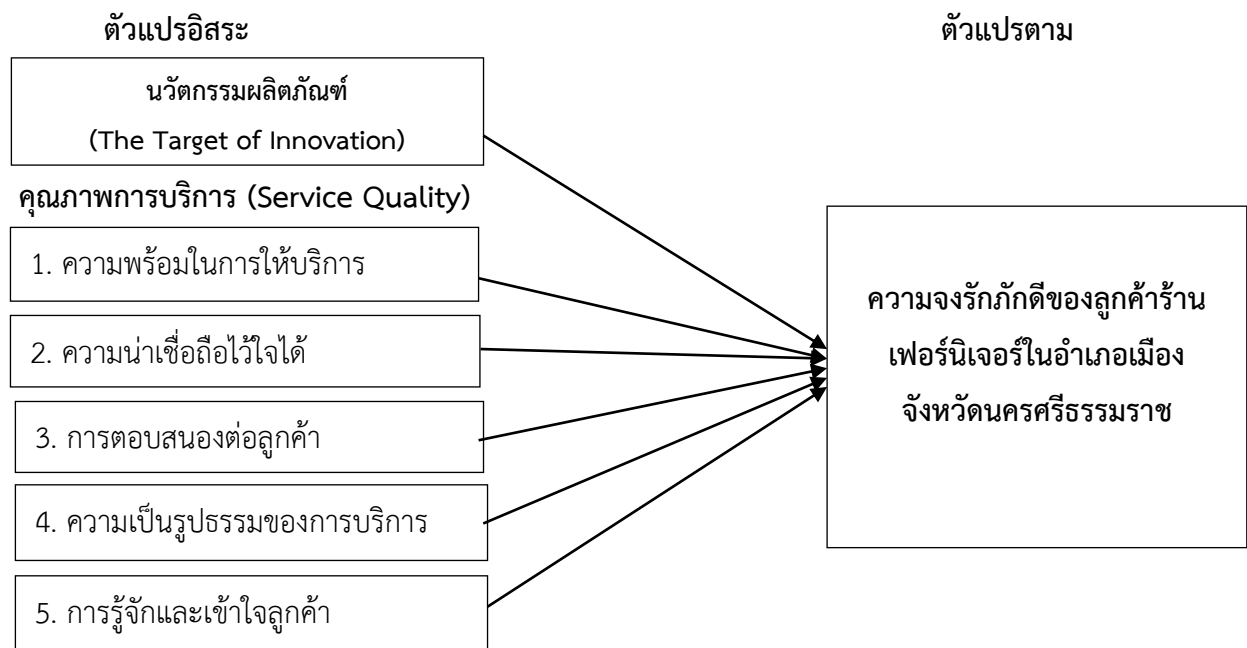 ตัวแปรอิสระ
ตัวแปรตาม
นวัตกรรมผลิตภัณฑ์
(The Target of Innovation)
คุณภาพการบริการ (Service Quality)
1. ความพร้อมในการให้บริการ
2. ความน่าเชื่อถือไว้ใจได้
3. การตอบสนองต่อลูกค้า
4. ความเป็นรูปธรรมของการบริการ
5. การรู้จักและเข้าใจลูกค้า
ความจงรักภักดีของลูกค้าร้าน
เฟอร์นิเจอร์ในอำเภอเมือง
จังหวัดนครศรีธรรมราช